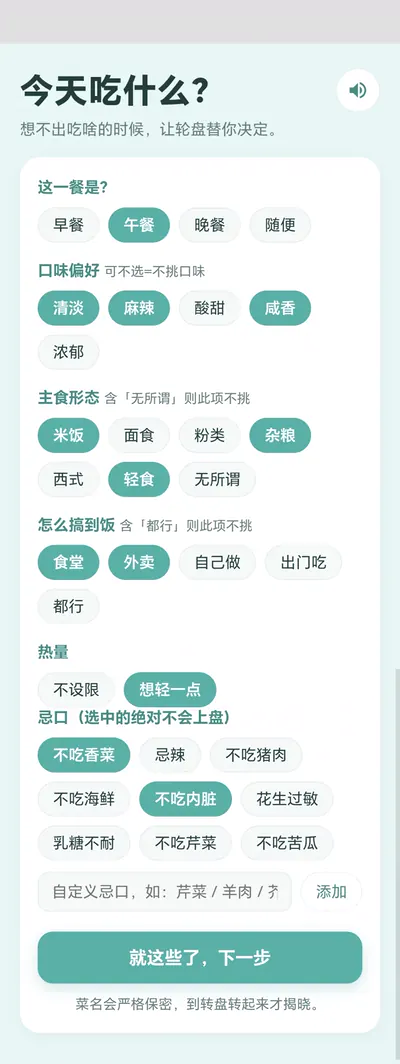 今天吃什么?
想不出吃啥的时候，让轮盘替你决定。
这一餐是?
早餐 午餐 晚餐 随便
口味偏好 可不选=不挑口味
清淡 麻辣 酸甜 咸香
浓郁
主食形态 含「无所谓」则此项不挑
米饭 面食 粉类 杂粮
西式 轻食 无所谓
怎么搞到饭 含「都行」则此项不挑
食堂 外卖 自己做 出门吃
都行
热量
不设限 想轻一点
忌口（选中的绝对不会上盘）
不吃香菜 忌辣 不吃猪肉
不吃海鲜 不吃内脏 花生过敏
乳糖不耐 不吃芹菜 不吃苦瓜
自定义忌口，如：芹菜 / 羊肉 / 添加
就这些了，下一步
菜名会严格保密，到转盘转起来才揭晓。